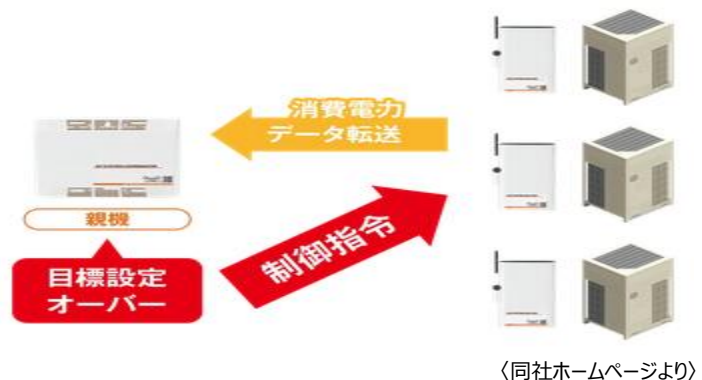 消費電力
データ転送
親機
目標設定
オーバー
制御指令
〈同社ホームページより〉